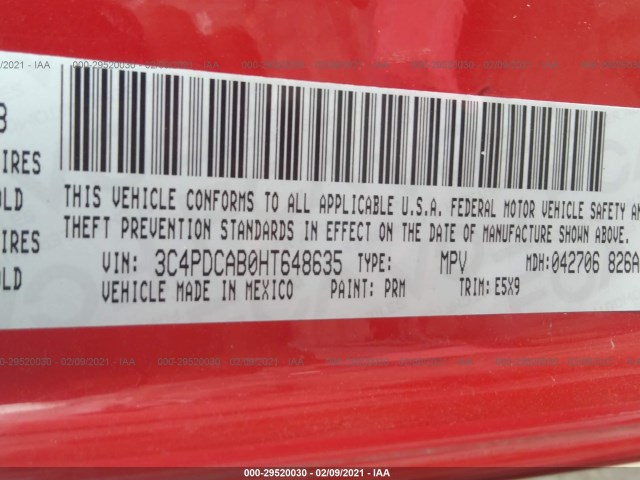 /2021 - IAA 000-29520030 - 02/09/2021 - IAA
8
IRES
OLD
IRES
OLD
THIS VEHICLE CONFORMS TO ALL APPLICABLE U.S.A. FEDERAL MOTOR VEHICLE SAFETY AN
THEFT PREVENTION STANDARDS IN EFFECT ON THE DATE OF MANUFACTURE SHOWN ABOVE.
VIN: 3C4PDCAB0HT648635 TYPE: MPV MDH:042706 826A
VEHICLE MADE IN MEXICO PAINT: PRM TRIM:E5X9
000-29520030 - 02/09/2021 - IAA
000-29520030 - 02/09/2021 - IAA